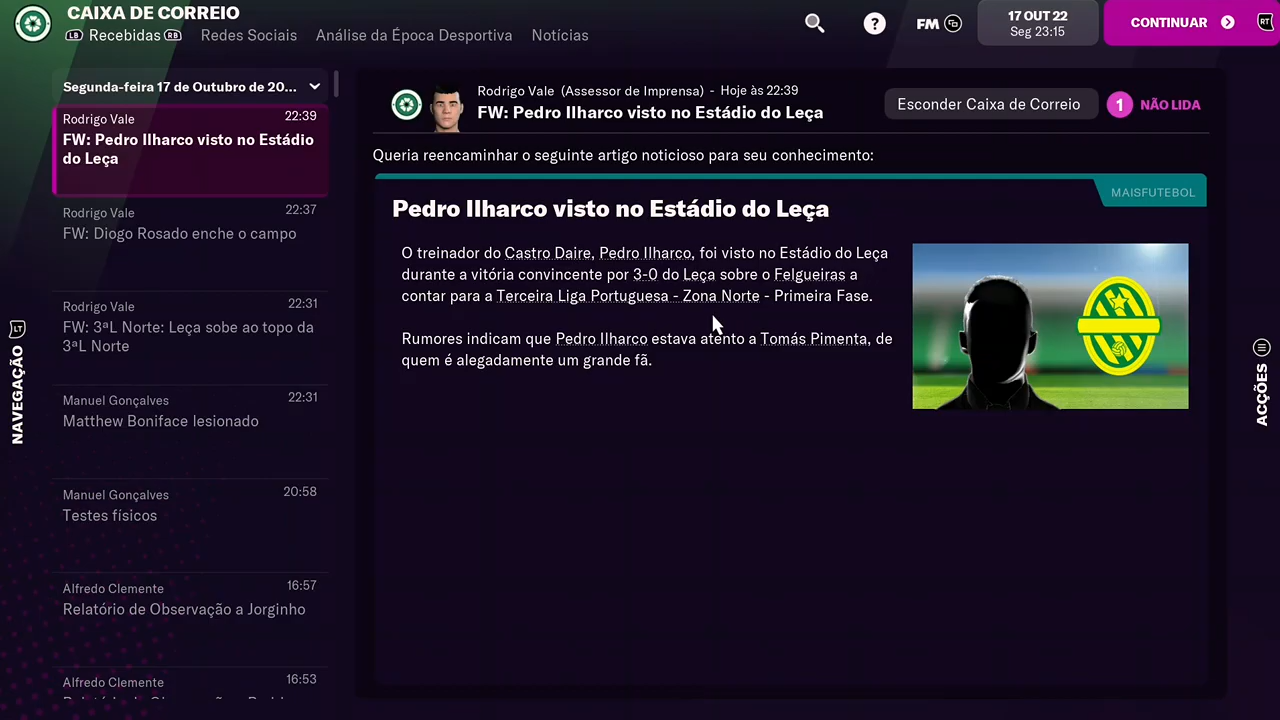 CAIXA DE CORREIO
LB Recebidas RB Redes Sociais Análise da Época Desportiva Notícias
FM
17 OUT 22
Seg 23:15
CONTINUAR
RT
NAVEGAÇÃO LT
Segunda-feira 17 de Outubro de 20...
Rodrigo Vale 22:39
FW: Pedro Ilharco visto no Estádio
do Leça
Rodrigo Vale 22:37
FW: Diogo Rosado enche o campo
Rodrigo Vale 22:31
FW: 3ªL Norte: Leça sobe ao topo da
3ªL Norte
Manuel Gonçalves 22:31
Matthew Boniface lesionado
Manuel Gonçalves 20:58
Testes físicos
Alfredo Clemente 16:57
Relatório de Observação a Jorginho
Alfredo Clemente 16:53
Rodrigo Vale (Assessor de Imprensa) - Hoje às 22:39
FW: Pedro Ilharco visto no Estádio do Leça
Esconder Caixa de Correio
1 NÃO LIDA
Queria reencaminhar o seguinte artigo noticioso para seu conhecimento:
MAISFUTEBOL
Pedro Ilharco visto no Estádio do Leça
O treinador do Castro Daire, Pedro Ilharco, foi visto no Estádio do Leça
durante a vitória convincente por 3-0 do Leça sobre o Felgueiras a
contar para a Terceira Liga Portuguesa - Zona Norte - Primeira Fase.
Rumores indicam que Pedro Ilharco estava atento a Tomás Pimenta, de
quem é alegadamente um grande fã.
ACÇÕES